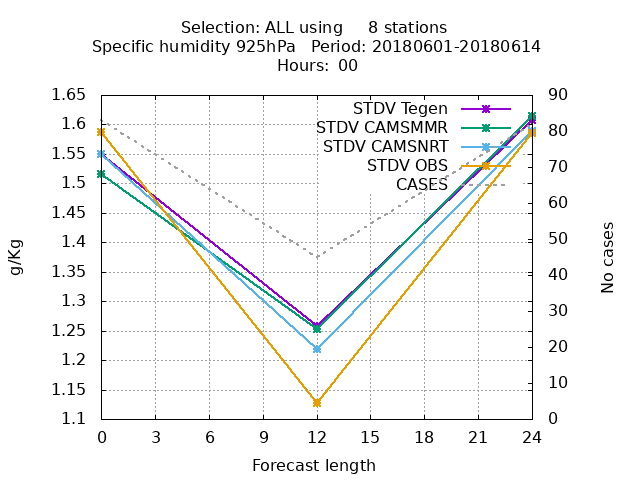 Selection: ALL using     8 stations
Specific humidity 925hPa   Period: 20180601-20180614
Hours:  00
STDV Tegen
STDV CAMSMMR
STDV CAMSNRT
STDV OBS
CASES
g/Kg
1.65
1.6
1.55
1.5
1.45
1.4
1.35
1.3
1.25
1.2
1.15
1.1
90
80
70
60
50
40
30
20
10
0
No cases
0 3 6 9 12 15 18 21 24
Forecast length